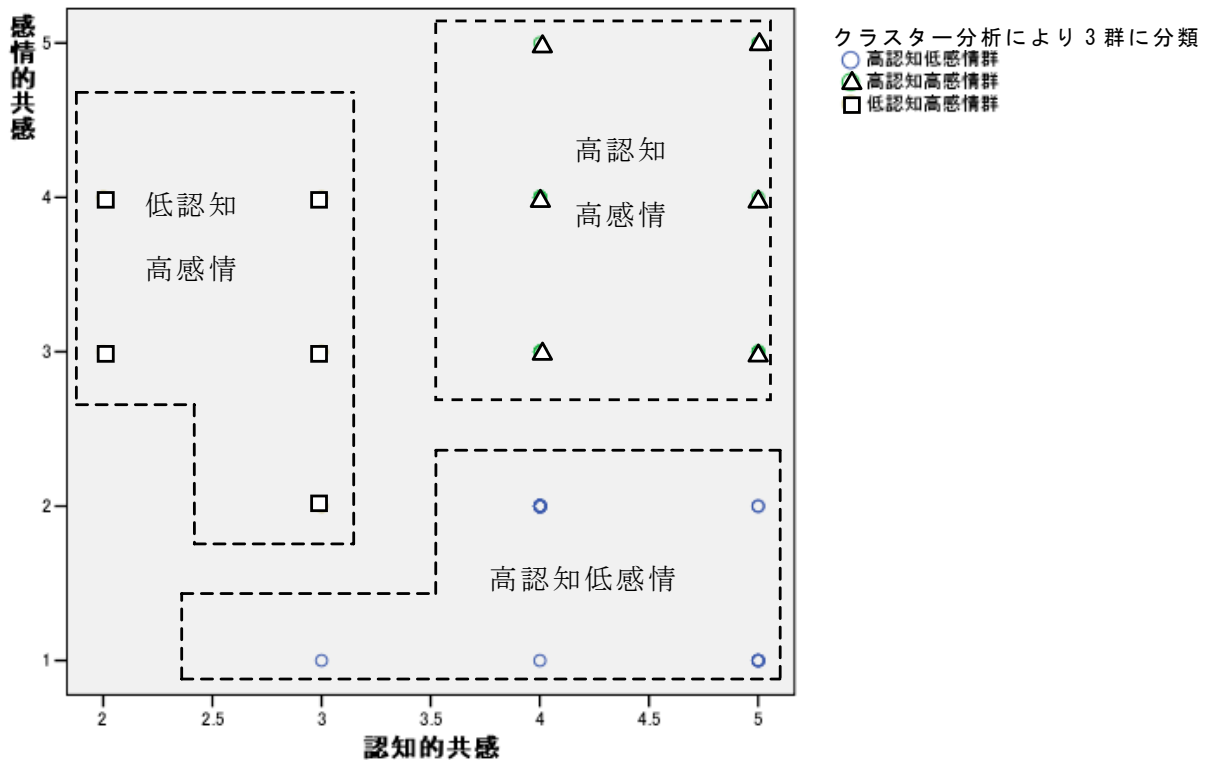 感情的共感
5
4
3
2
1
低認知
高感情
高認知
高感情
高認知低感情
2
2.5
3
3.5
4
4.5
5
認知的共感
クラスター分析により3群に分類
高認知低感情群
高認知高感情群
低認知高感情群